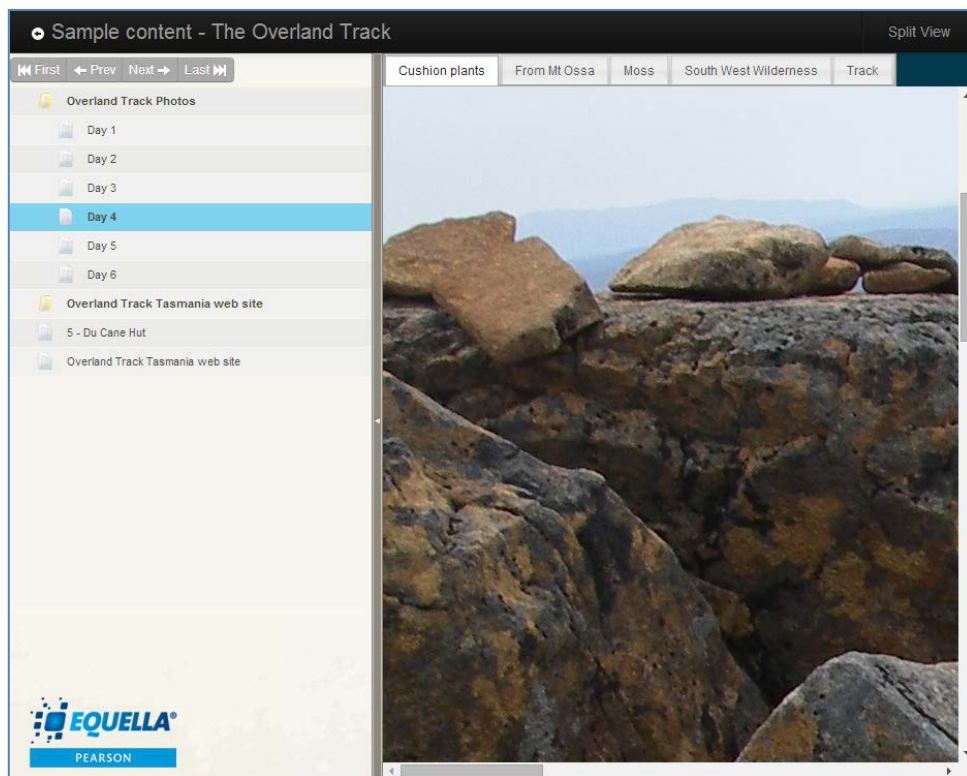 Sample content - The Overland Track
Split View
First Prev Next Last
Cushion plants From Mt Ossa Moss South West Wilderness Track
Overland Track Photos
Day 1
Day 2
Day 3
Day 4
Day 5
Day 6
Overland Track Tasmania web site
5 - Du Cane Hut
Overland Track Tasmania web site
EQUELLA®
PEARSON